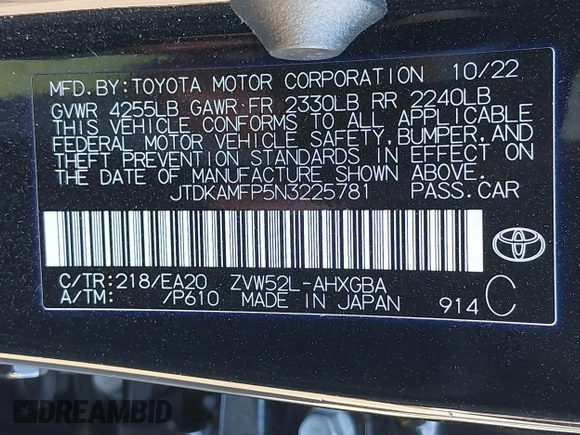 MFD.BY:TOYOTA MOTOR CORPORATION 10/22
GVWR 4255LB GAWR FR 2330LB RR 2240LB
THIS VEHICLE CONFORMS TO ALL APPLICABLE
FEDERAL MOTOR VEHICLE SAFETY,BUMPER,AND
THEFT PREVENTION STANDARDS IN EFFECT ON
THE DATE OF MANUFACTURE SHOWN ABOVE.
JTDKAMFP5N3225781 PASS.CAR
C/TR:218/EA20 ZVW52L-AHXGBA
A/TM: /P610 MADE IN JAPAN 914 C
DREAMBID